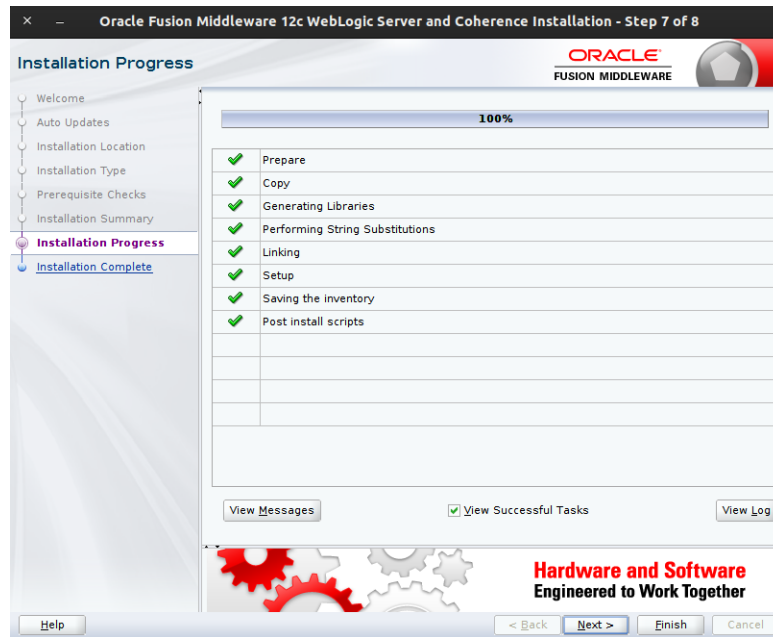 Oracle Fusion Middleware 12c WebLogic Server and Coherence Installation - Step 7 of 8
Installation Progress
ORACLE
FUSION MIDDLEWARE
Welcome
Auto Updates
Installation Location
Installation Type
Prerequisite Checks
Installation Summary
Installation Progress
Installation Complete
100%
Prepare
Copy
Generating Libraries
Performing String Substitutions
Linking
Setup
Saving the inventory
Post install scripts
View Messages
View Successful Tasks
View Log
Hardware and Software
Engineered to Work Together
Help
< Back
Next >
Finish
Cancel